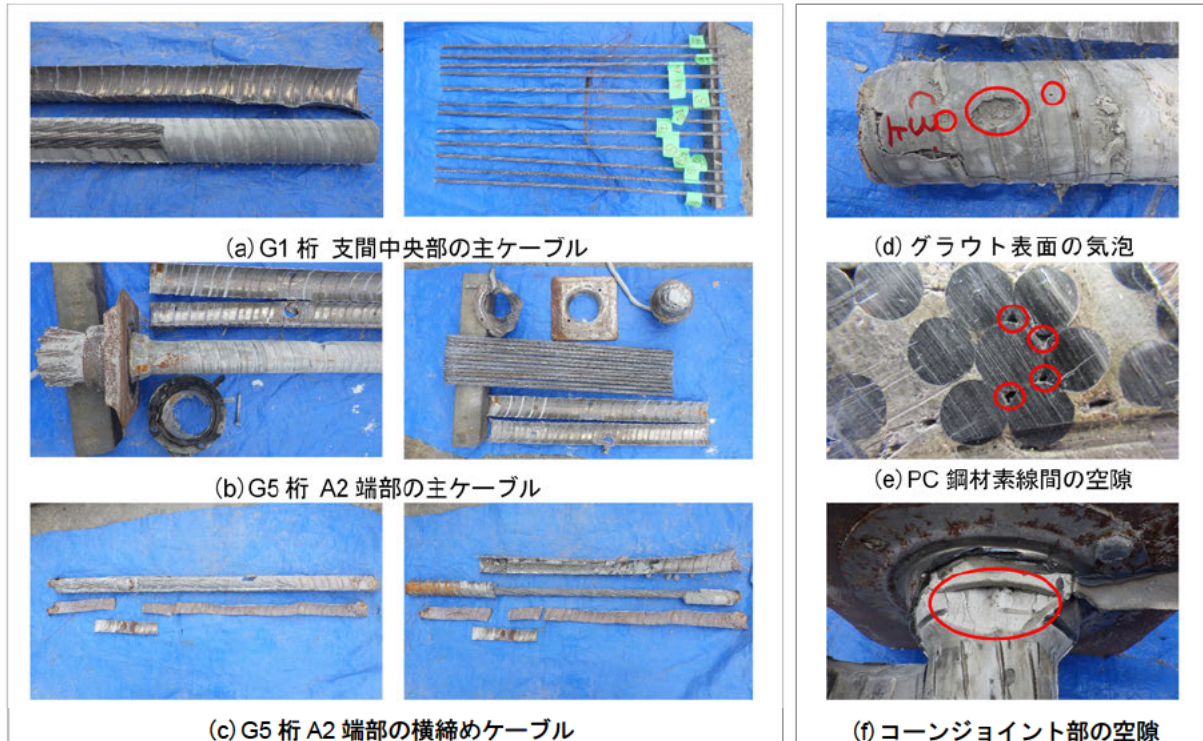 (a) G1 桁 支間中央部の主ケーブル
(b) G5 桁 A2 端部の主ケーブル
(c) G5 桁 A2 端部の横締めケーブル
(d) グラウト表面の気泡
(e) PC 鋼材素線間の空隙
(f) コーンジョイント部の空隙